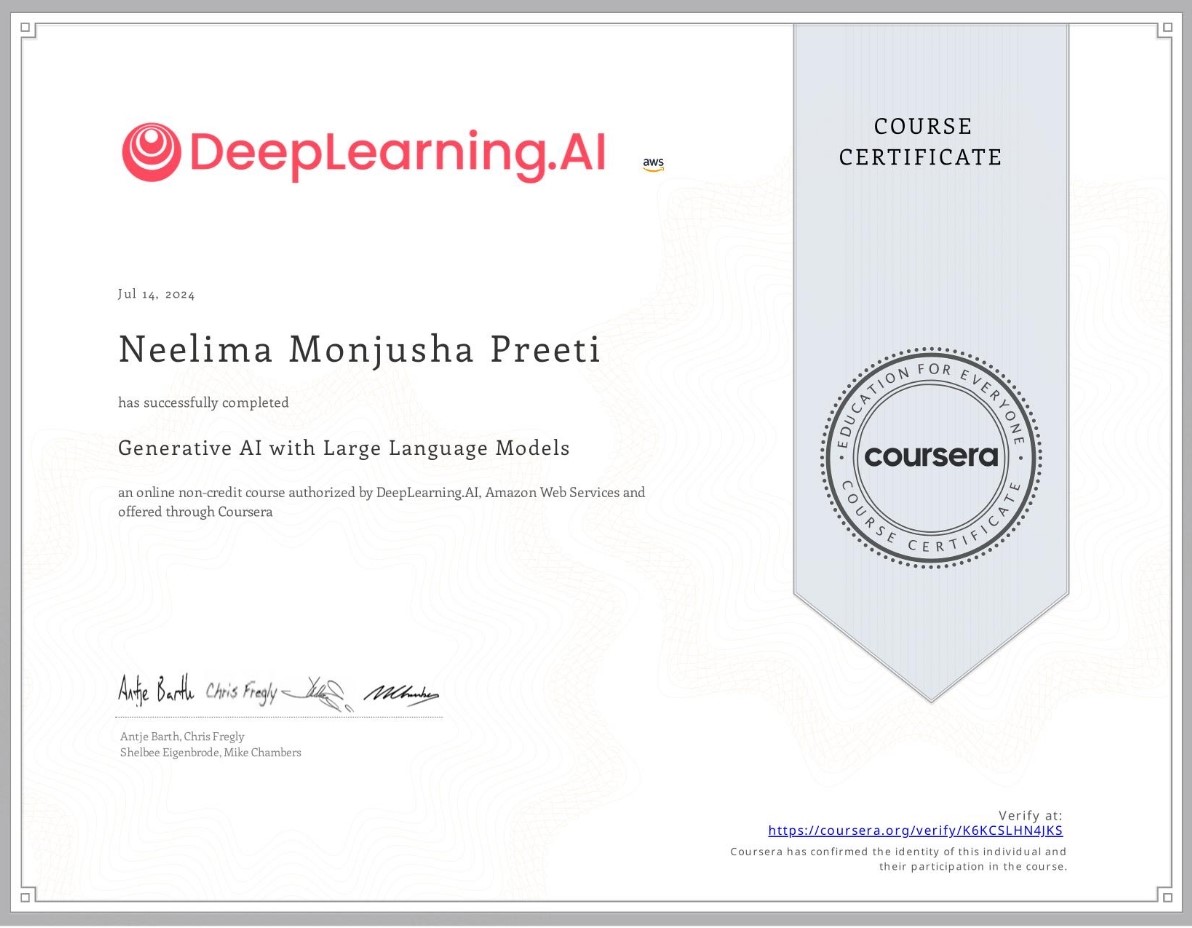 DeepLearning.AI
aws
COURSE
CERTIFICATE
Jul 14, 2024
Neelima Monjusha Preeti
has successfully completed
Generative AI with Large Language Models
an online non-credit course authorized by DeepLearning.AI, Amazon Web Services and
offered through Coursera
EDUCATION FOR EVERYONE
coursera
COURSE CERTIFICATE
Antje Barth Chris Fregly
Antje Barth, Chris Fregly
Shelbee Eigenbrode, Mike Chambers
Verify at:
https://coursera.org/verify/K6KCSLHN4JKS
Coursera has confirmed the identity of this individual and
their participation in the course.